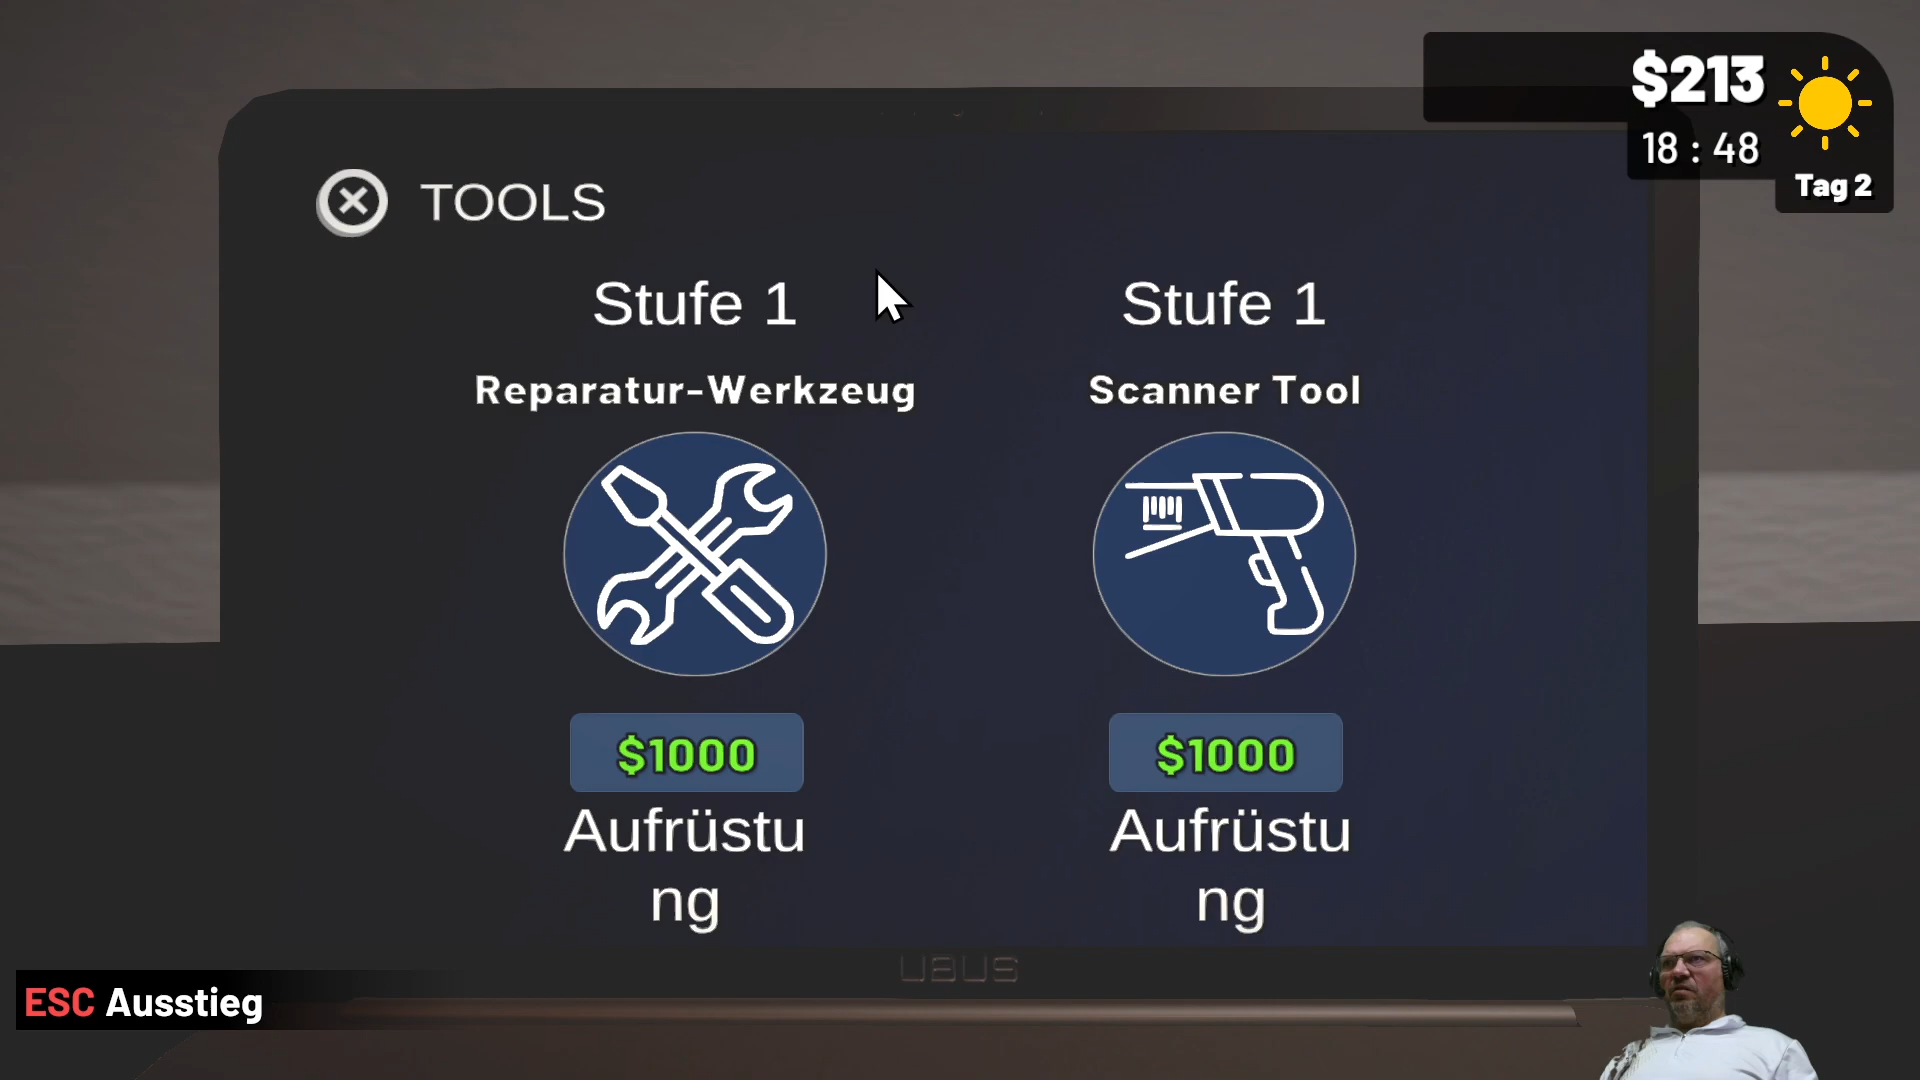 $213
18 : 48
Tag 2
TOOLS
Stufe 1
Stufe 1
Reparatur-Werkzeug
Scanner Tool
$1000
$1000
Aufrüstu
ng
Aufrüstu
ng
UBUS
ESC Ausstieg